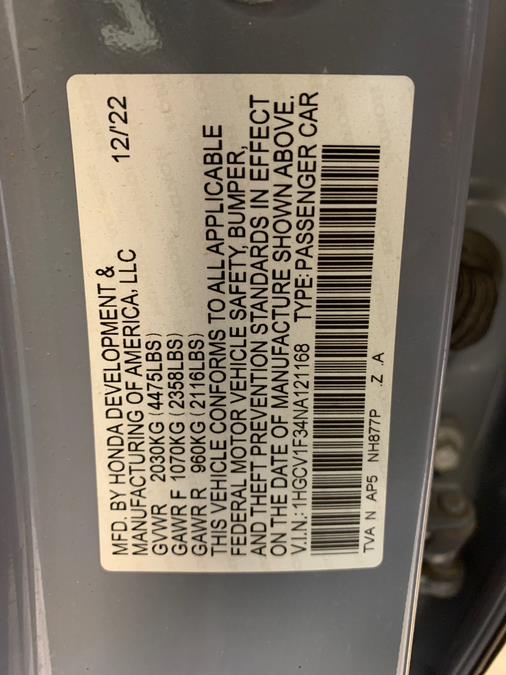 MFD. BY HONDA DEVELOPMENT & 12/'22
MANUFACTURING OF AMERICA, LLC
GVWR 2030KG (4475LBS)
GAWR F 1070KG (2358LBS)
GAWR R 960KG (2116LBS)
THIS VEHICLE CONFORMS TO ALL APPLICABLE
FEDERAL MOTOR VEHICLE SAFETY, BUMPER,
AND THEFT PREVENTION STANDARDS IN EFFECT
ON THE DATE OF MANUFACTURE SHOWN ABOVE.
V.I.N.: 1HGCV1F34NA121168 TYPE: PASSENGER CAR
TVA N AP5 NH877P .Z .A